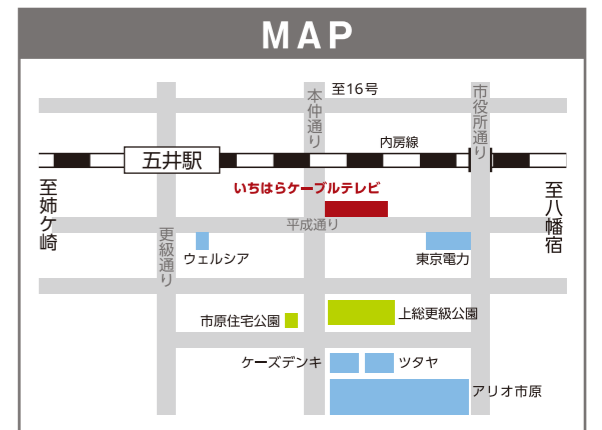 MAP
至16号
本仲通り
市役所通り
内房線
五井駅
いちはらケーブルテレビ
至姉ケ崎
至八幡宿
平成通り
更級通り
ウェルシア
東京電力
市原住宅公園
上総更級公園
ケーズデンキ
ツタヤ
アリオ市原